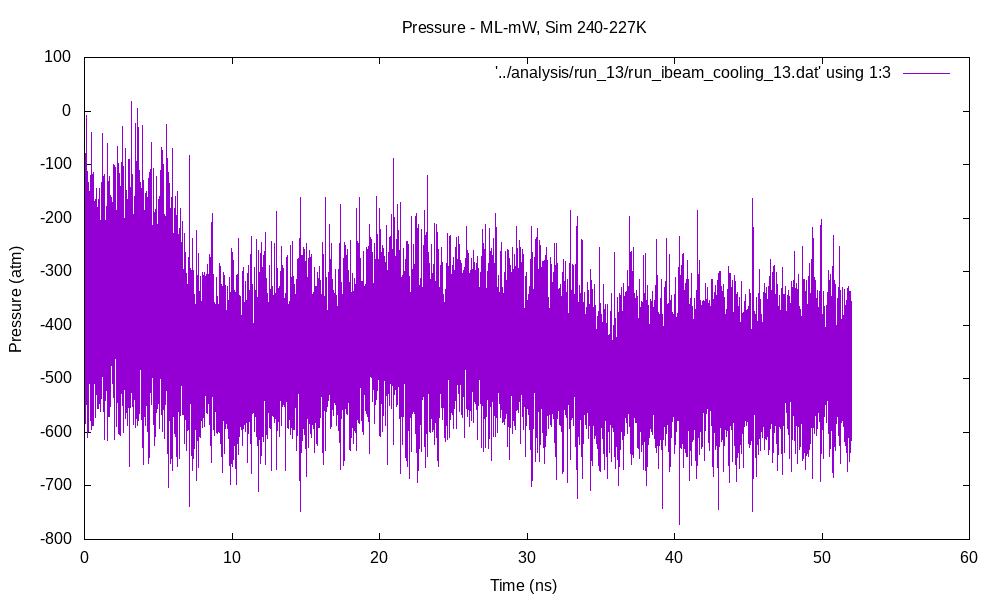 Pressure - ML-mW, Sim 240-227K
'../analysis/run_13/run_ibeam_cooling_13.dat' using 1:3
100
0
-100
-200
-300
-400
-500
-600
-700
-800
Pressure (atm)
0 10 20 30 40 50 60
Time (ns)